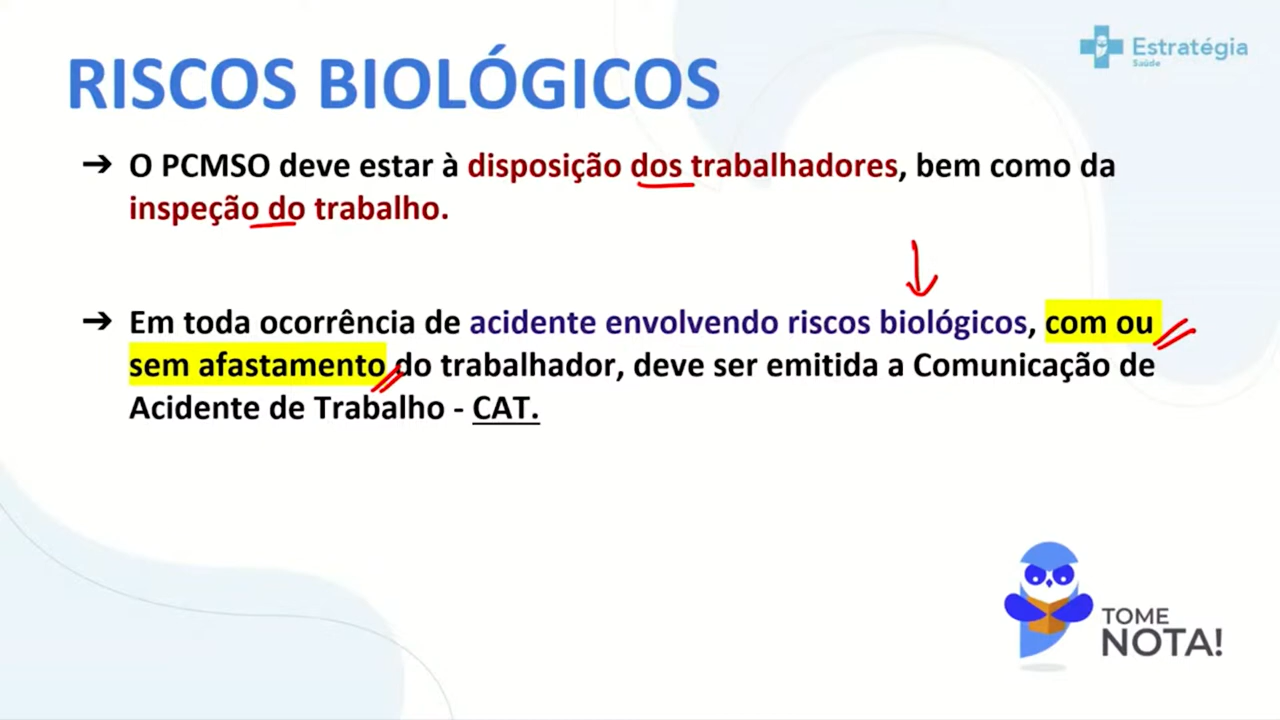 Estratégia
Saúde
RISCOS BIOLÓGICOS
➔ O PCMSO deve estar à disposição dos trabalhadores, bem como da
inspeção do trabalho.
➔ Em toda ocorrência de acidente envolvendo riscos biológicos, com ou
sem afastamento do trabalhador, deve ser emitida a Comunicação de
Acidente de Trabalho - CAT.
TOME
NOTA!